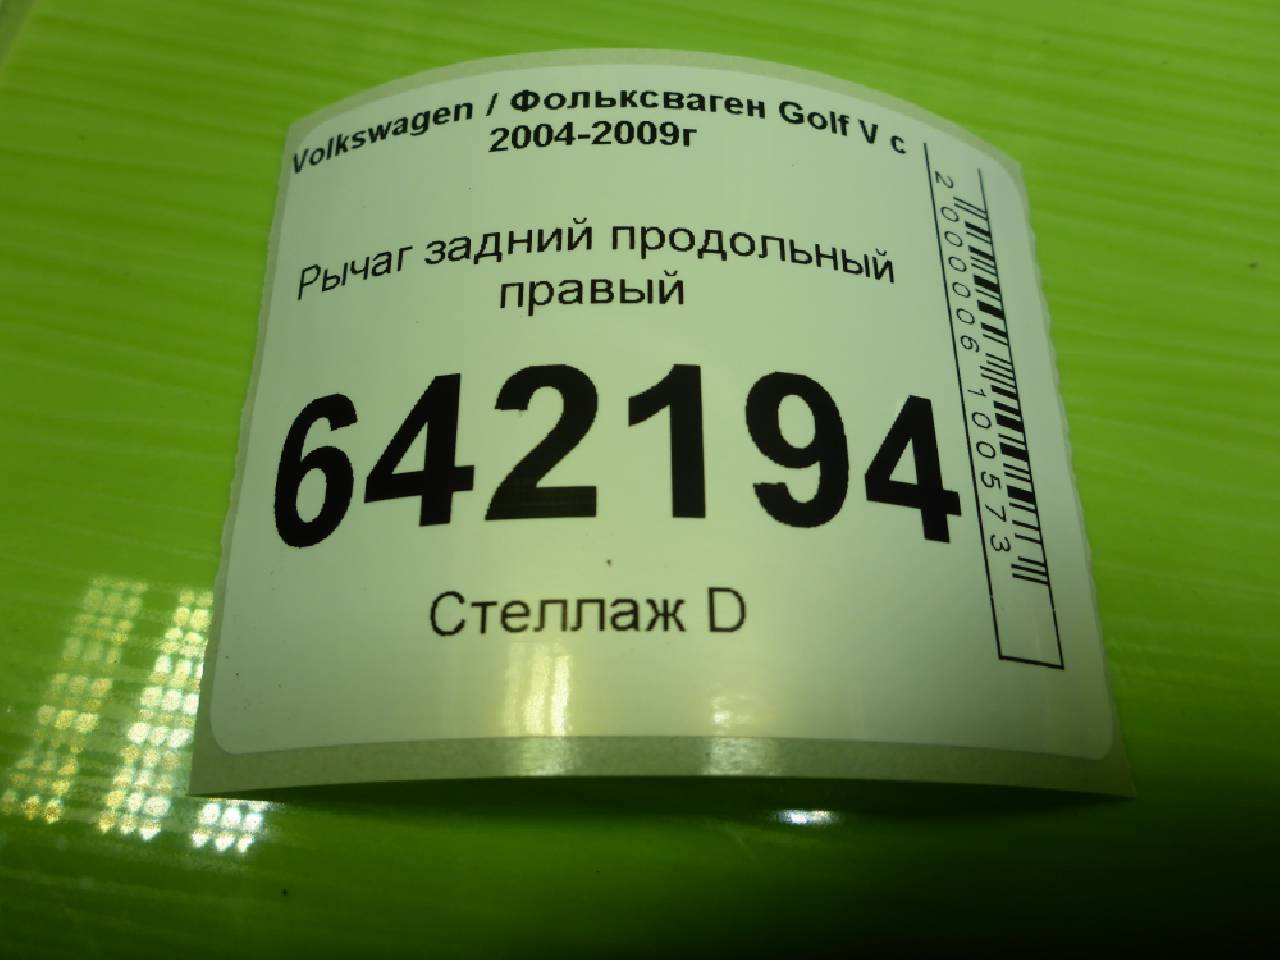 Volkswagen / Фольксваген Golf V с
2004-2009г
Рычаг задний продольный
правый
642194
Стеллаж D
2000006100573